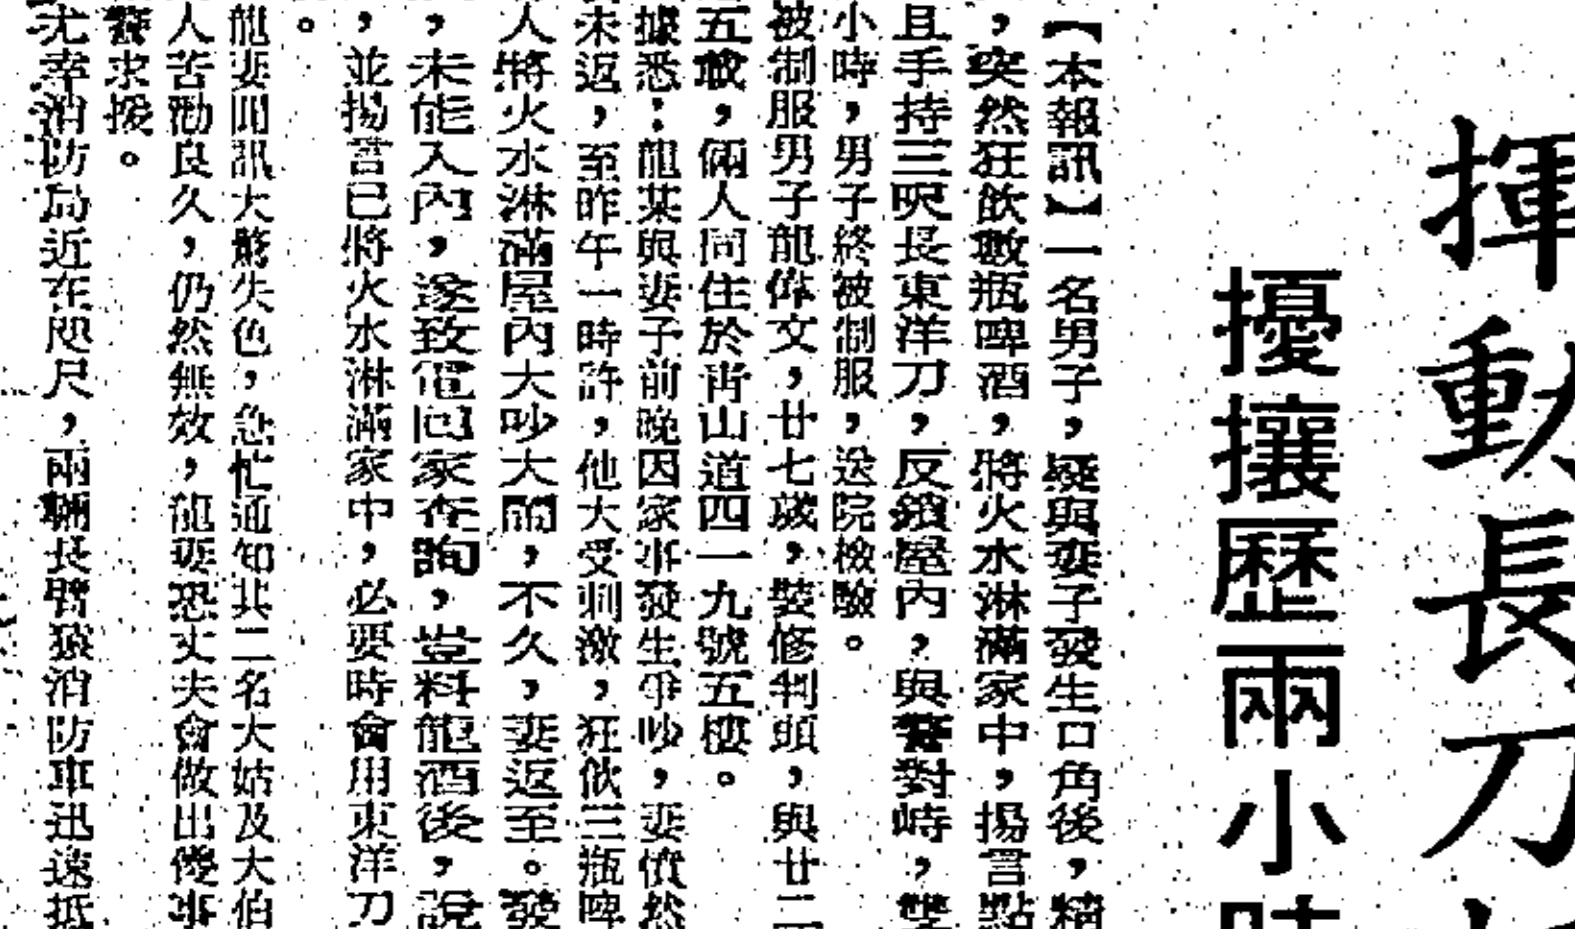 揮動長刀
擾攘歷兩小時
【本報訊】一名男子，疑與妻子發生口角後，精
，突然狂飲數瓶啤酒，將火水淋滿家中，揚言點
且手持三呎長東洋刀，反鎖屋內，與警對峙，雙
小時，男子終被制服，送院檢驗。
被制服男子龍偉文，廿七歲，裝修判頭，與廿二
五歲，倆人同住於青山道四一九號五樓。
據悉：龍某與妻子前晚因家事發生爭吵，妻憤然
未返，至昨午一時許，他大受刺激，狂飲三瓶啤
人將火水淋滿屋內大吵大鬧，不久，妻返至。發
，未能入內，遂致電回家查詢，豈料龍酒後，說
，並揚言已將火水淋滿家中，必要時會用東洋刀
。
龍妻聞訊大驚失色，急忙通知其二名大姑及大伯
人苦勸良久，仍然無效，龍妻恐丈夫會做出傻事
警求援。
尤幸消防局近在咫尺，兩輛長臂猿消防車迅速抵